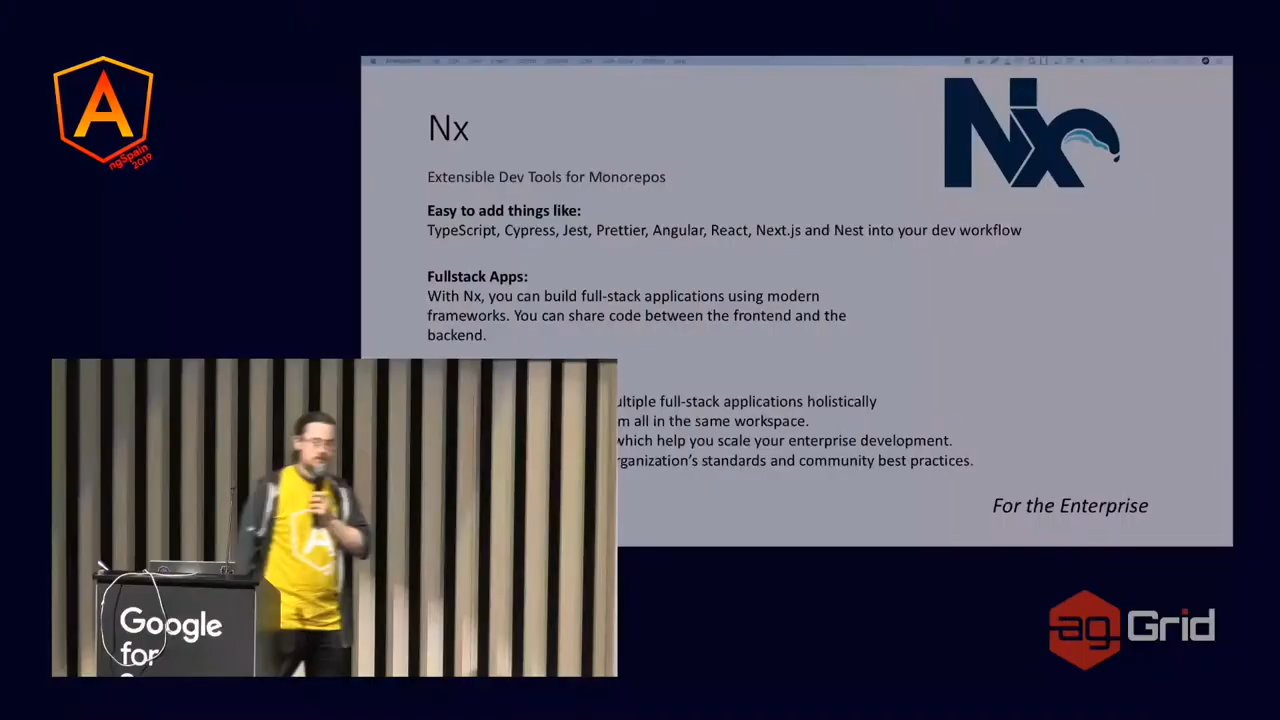 ngSpain
2019
Nx
Nx
Extensible Dev Tools for Monorepos
Easy to add things like:
TypeScript, Cypress, Jest, Prettier, Angular, React, Next.js and Nest into your dev workflow
Fullstack Apps:
With Nx, you can build full-stack applications using modern
frameworks. You can share code between the frontend and the
backend.
full-stack applications holistically
all in the same workspace.
which help you scale your enterprise development.
standards and community best practices.
For the Enterprise
A
Google
for
ag Grid